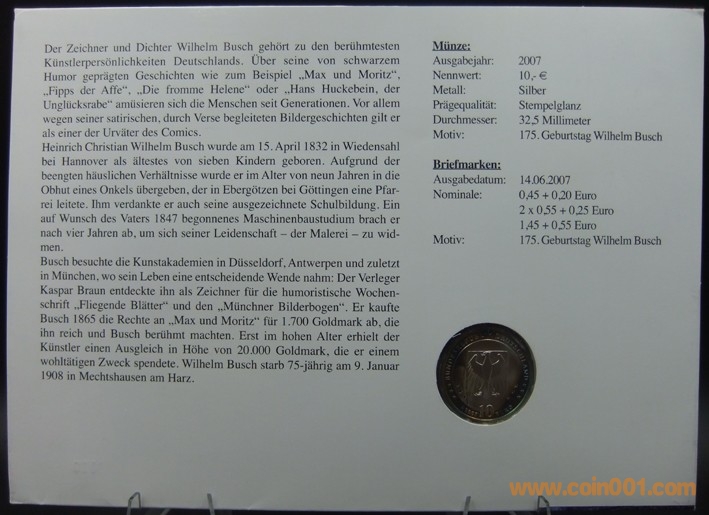 Der Zeichner und Dichter Wilhelm Busch gehört zu den berühmtesten
Künstlerpersönlichkeiten Deutschlands. Über seine von schwarzem
Humor geprägten Geschichten wie zum Beispiel „Max und Moritz“,
„Fipps der Affe“, „Die fromme Helene“ oder „Hans Huckebein, der
Unglücksrabe“ amüsieren sich die Menschen seit Generationen. Vor allem
wegen seiner satirischen, durch Verse begleiteten Bildergeschichten gilt er
als einer der Urväter des Comics.
Heinrich Christian Wilhelm Busch wurde am 15. April 1832 in Wiedensahl
bei Hannover als ältestes von sieben Kindern geboren. Aufgrund der
beengten häuslichen Verhältnisse wurde er im Alter von neun Jahren in die
Obhut eines Onkels übergeben, der in Ebergötzen bei Göttingen eine Pfar-
rei leitete. Ihm verdankte er auch seine ausgezeichnete Schulbildung. Ein
auf Wunsch des Vaters 1847 begonnenes Maschinenbaustudium brach er
nach vier Jahren ab, um sich seiner Leidenschaft – der Malerei – zu wid-
men.
Busch besuchte die Kunstakademien in Düsseldorf, Antwerpen und zuletzt
in München, wo sein Leben eine entscheidende Wende nahm: Der Verleger
Kaspar Braun entdeckte ihn als Zeichner für die humoristische Wochen-
schrift „Fliegende Blätter“ und den „Münchner Bilderbogen“. Er kaufte
Busch 1865 die Rechte an „Max und Moritz“ für 1.700 Goldmark ab, die
ihn reich und Busch berühmt machten. Erst im hohen Alter erhielt der
Künstler einen Ausgleich in Höhe von 20.000 Goldmark, die er einem
wohltätigen Zweck spendete. Wilhelm Busch starb 75-jährig am 9. Januar
1908 in Mechtshausen am Harz.
Münze:
Ausgabejahr: 2007
Nennwert: 10,- €
Metall: Silber
Prägequalität: Stempelglanz
Durchmesser: 32,5 Millimeter
Motiv: 175. Geburtstag Wilhelm Busch
Briefmarken:
Ausgabedatum: 14.06.2007
Nominale: 0,45 + 0,20 Euro
2 x 0,55 + 0,25 Euro
1,45 + 0,55 Euro
Motiv: 175. Geburtstag Wilhelm Busch
10
www.coin001.com